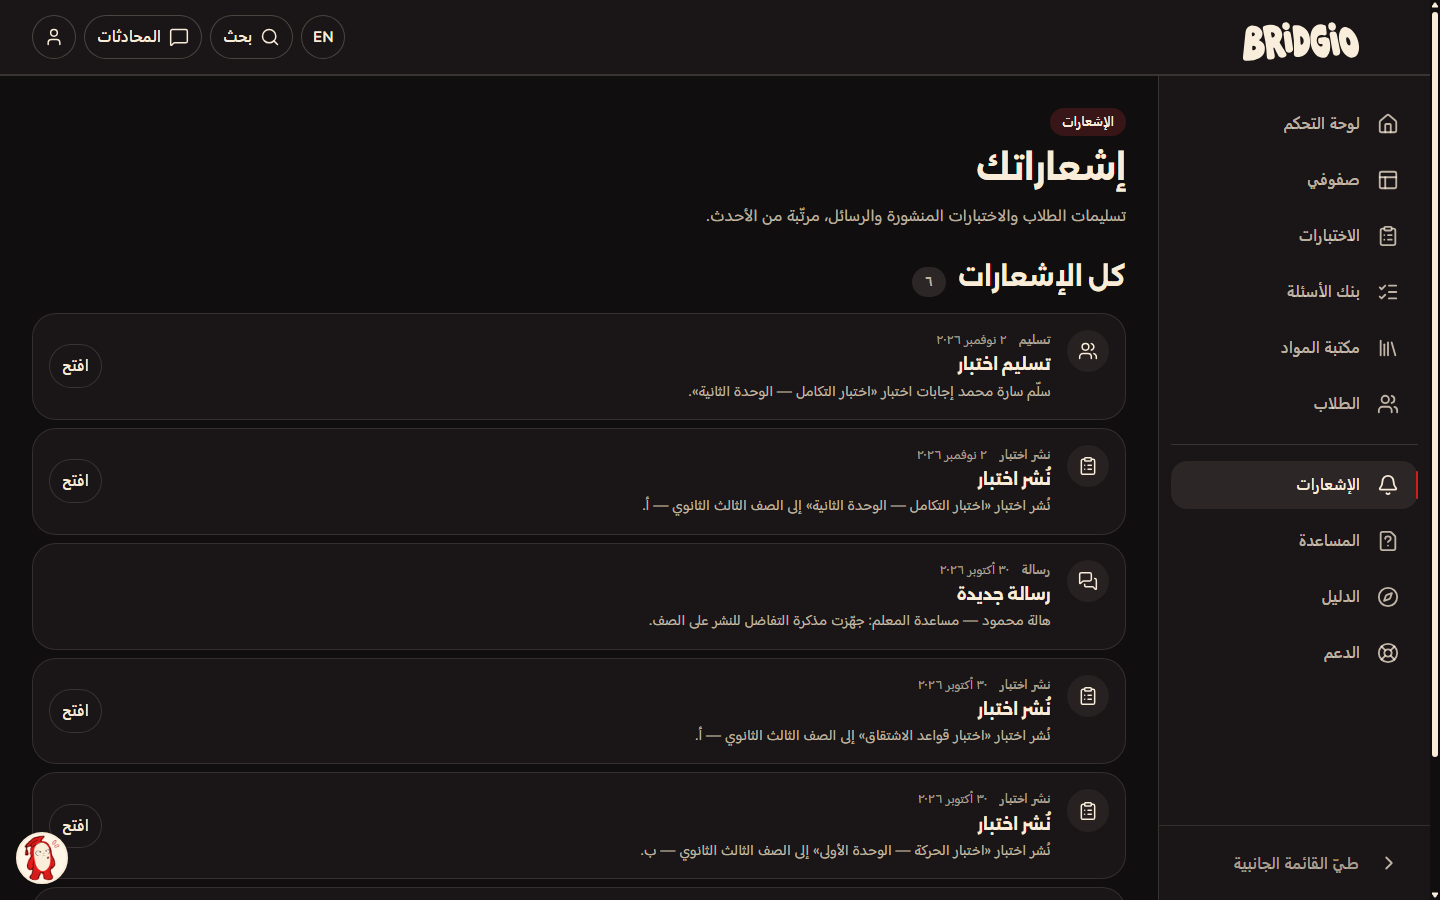 BRiDGiO
EN
بحث
المحادثات
لوحة التحكم
صفوفي
الاختبارات
بنك الأسئلة
مكتبة المواد
الطلاب
الإشعارات
المساعدة
الدليل
الدعم
طيّ القائمة الجانبية
الإشعارات
إشعاراتك
تسليمات الطلاب والاختبارات المنشورة والرسائل، مرتّبة من الأحدث.
كل الإشعارات ٦
تسليم ٢ نوفمبر ٢٠٢٦
تسليم اختبار
سلّم سارة محمد إجابات اختبار «اختبار التكامل — الوحدة الثانية».
افتح
نشر اختبار ٢ نوفمبر ٢٠٢٦
نُشر اختبار
نُشر اختبار «اختبار التكامل — الوحدة الثانية» إلى الصف الثالث الثانوي — أ.
افتح
رسالة ٣٠ أكتوبر ٢٠٢٦
رسالة جديدة
هالة محمود — مساعدة المعلم: جهّزت مذكرة التفاضل للنشر على الصف.
نشر اختبار ٣٠ أكتوبر ٢٠٢٦
نُشر اختبار
نُشر اختبار «اختبار قواعد الاشتقاق» إلى الصف الثالث الثانوي — أ.
افتح
نشر اختبار ٣٠ أكتوبر ٢٠٢٦
نُشر اختبار
نُشر اختبار «اختبار الحركة — الوحدة الأولى» إلى الصف الثالث الثانوي — ب.
افتح